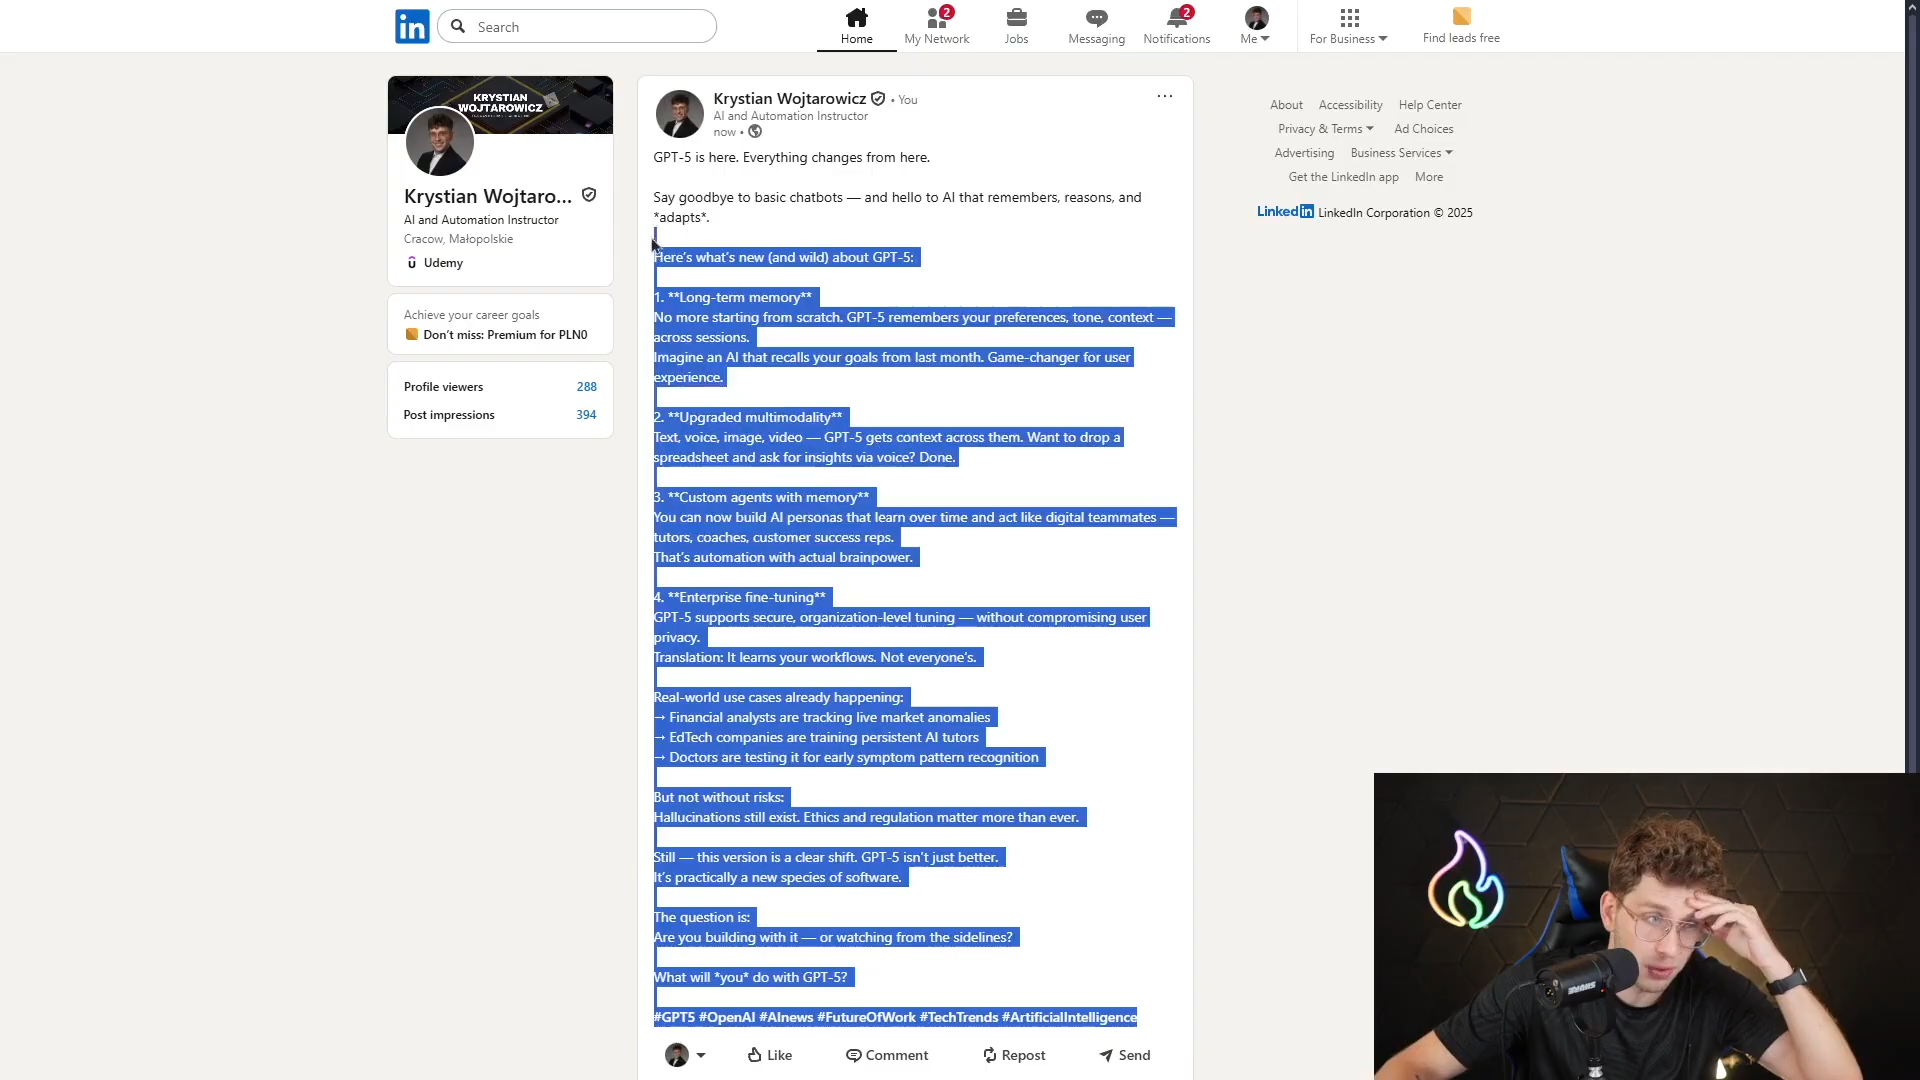 in
Search
Home
2
My Network
Jobs
Messaging
2
Notifications
Me
For Business
Find leads free
KRYSTIAN
WOJTAROWICZ
Krystian Wojtaro...
AI and Automation Instructor
Cracow, Małopolskie
Udemy
Achieve your career goals
Don't miss: Premium for PLN0
Profile viewers 288
Post impressions 394
Krystian Wojtarowicz • You
AI and Automation Instructor
now •
GPT-5 is here. Everything changes from here.
Say goodbye to basic chatbots — and hello to AI that remembers, reasons, and
*adapts*.
Here's what's new (and wild) about GPT-5:
1. **Long-term memory**
No more starting from scratch. GPT-5 remembers your preferences, tone, context —
across sessions.
Imagine an AI that recalls your goals from last month. Game-changer for user
experience.
2. **Upgraded multimodality**
Text, voice, image, video — GPT-5 gets context across them. Want to drop a
spreadsheet and ask for insights via voice? Done.
3. **Custom agents with memory**
You can now build AI personas that learn over time and act like digital teammates —
tutors, coaches, customer success reps.
That's automation with actual brainpower.
4. **Enterprise fine-tuning**
GPT-5 supports secure, organization-level tuning — without compromising user
privacy.
Translation: It learns your workflows. Not everyone's.
Real-world use cases already happening:
→ Financial analysts are tracking live market anomalies
→ EdTech companies are training persistent AI tutors
→ Doctors are testing it for early symptom pattern recognition
But not without risks:
Hallucinations still exist. Ethics and regulation matter more than ever.
Still — this version is a clear shift. GPT-5 isn't just better.
It's practically a new species of software.
The question is:
Are you building with it — or watching from the sidelines?
What will *you* do with GPT-5?
#GPT5 #OpenAI #AInews #FutureOfWork #TechTrends #ArtificialIntelligence
Like
Comment
Repost
Send
About Accessibility Help Center
Privacy & Terms Ad Choices
Advertising Business Services
Get the LinkedIn app More
Linked in LinkedIn Corporation © 2025
SHURE